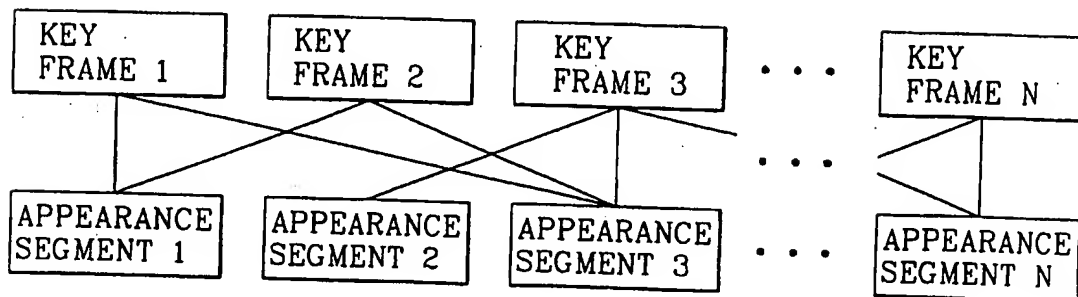 KEY
FRAME 1
KEY
FRAME 2
KEY
FRAME 3
KEY
FRAME N
APPEARANCE
SEGMENT 1
APPEARANCE
SEGMENT 2
APPEARANCE
SEGMENT 3
APPEARANCE
SEGMENT N